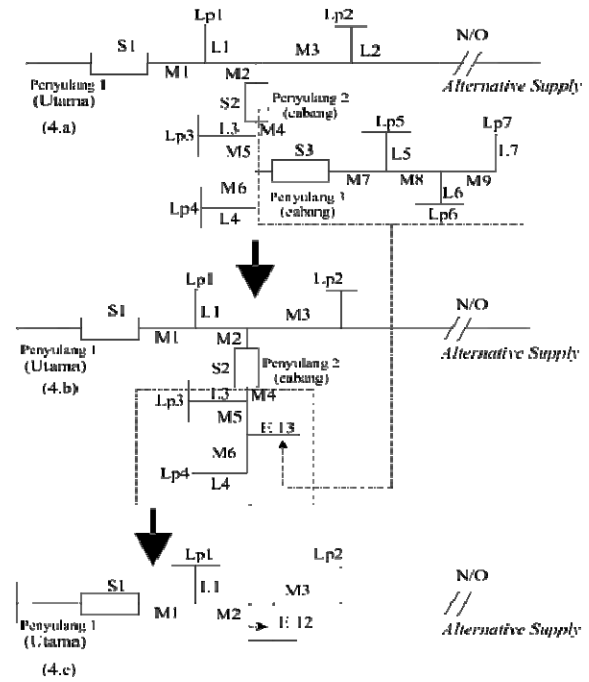 Lp1 Lp2
N/O
S1 L1 M3 L2
M1 M2
Penyulang 1
(Utama)
Alternative Supply
S2 Penyulang 2
(cabang)
(4.a)
Lp3 L3 M4
M5
Lp5 Lp7
S3 L5 L7
M7 M8 M9
M6
Penyulang 3
(cabang)
L6
Lp4 L4 Lp6
Lp1 Lp2
N/O
S1 L1 M3
M1 M2
Penyulang 1
(Utama)
Alternative Supply
S2 Penyulang 2
(cabang)
(4.b)
Lp3 L3 M4
M5
E 13
M6
Lp4
L4
Lp1 Lp2
N/O
S1 L1 M3
M1 M2
E 12
Penyulang 1
(Utama)
Alternative Supply
(4.c)